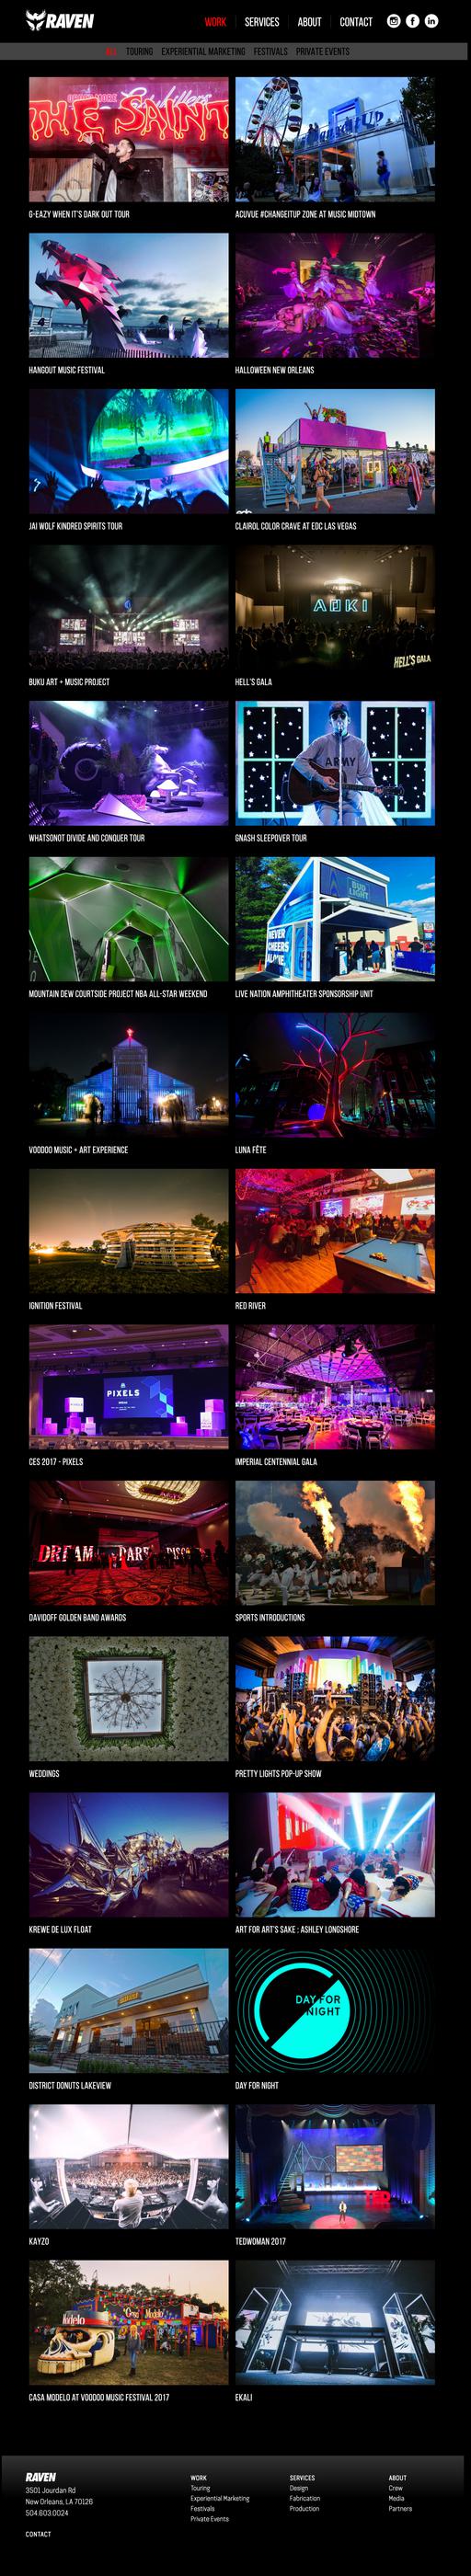 RAVEN
WORK
SERVICES
ABOUT
CONTACT
ALL TOURING EXPERIENTIAL MARKETING FESTIVALS PRIVATE EVENTS
THE SAINT
G-EAZY WHEN IT'S DARK OUT TOUR
ACUVUE #CHANGEITUP ZONE AT MUSIC MIDTOWN
HANGOUT MUSIC FESTIVAL
HALLOWEEN NEW ORLEANS
JAI WOLF KINDRED SPIRITS TOUR
CLAIROL COLOR CRAVE AT EDC LAS VEGAS
BUKU ART + MUSIC PROJECT
AOKI
HELL'S GALA
HELL'S GALA
WHATSONOT DIVIDE AND CONQUER TOUR
ARMY
GNASH SLEEPOVER TOUR
MOUNTAIN DEW COURTSIDE PROJECT NBA ALL-STAR WEEKEND
BUD
LIGHT
NEVER
CHEERS
ALONE.
LIVE NATION AMPHITHEATER SPONSORSHIP UNIT
VOODOO MUSIC + ART EXPERIENCE
LUNA FÊTE
IGNITION FESTIVAL
RED RIVER
PIXELS
CES 2017 - PIXELS
IMPERIAL CENTENNIAL GALA
DREAM DARE
DAVIDOFF GOLDEN BAND AWARDS
SPORTS INTRODUCTIONS
WEDDINGS
PRETTY LIGHTS POP-UP SHOW
KREWE DE LUX FLOAT
ART FOR ART'S SAKE : ASHLEY LONGSHORE
DISTRICT DONUTS LAKEVIEW
DAY FOR
NIGHT
DAY FOR NIGHT
KAYZO
TEDWOMAN 2017
Modelo
CASA MODELO AT VOODOO MUSIC FESTIVAL 2017
EKALI
RAVEN
3501 Jourdan Rd
New Orleans, LA 70126
504.603.0024
CONTACT
WORK
Touring
Experiential Marketing
Festivals
Private Events
SERVICES
Design
Fabrication
Production
ABOUT
Crew
Media
Partners